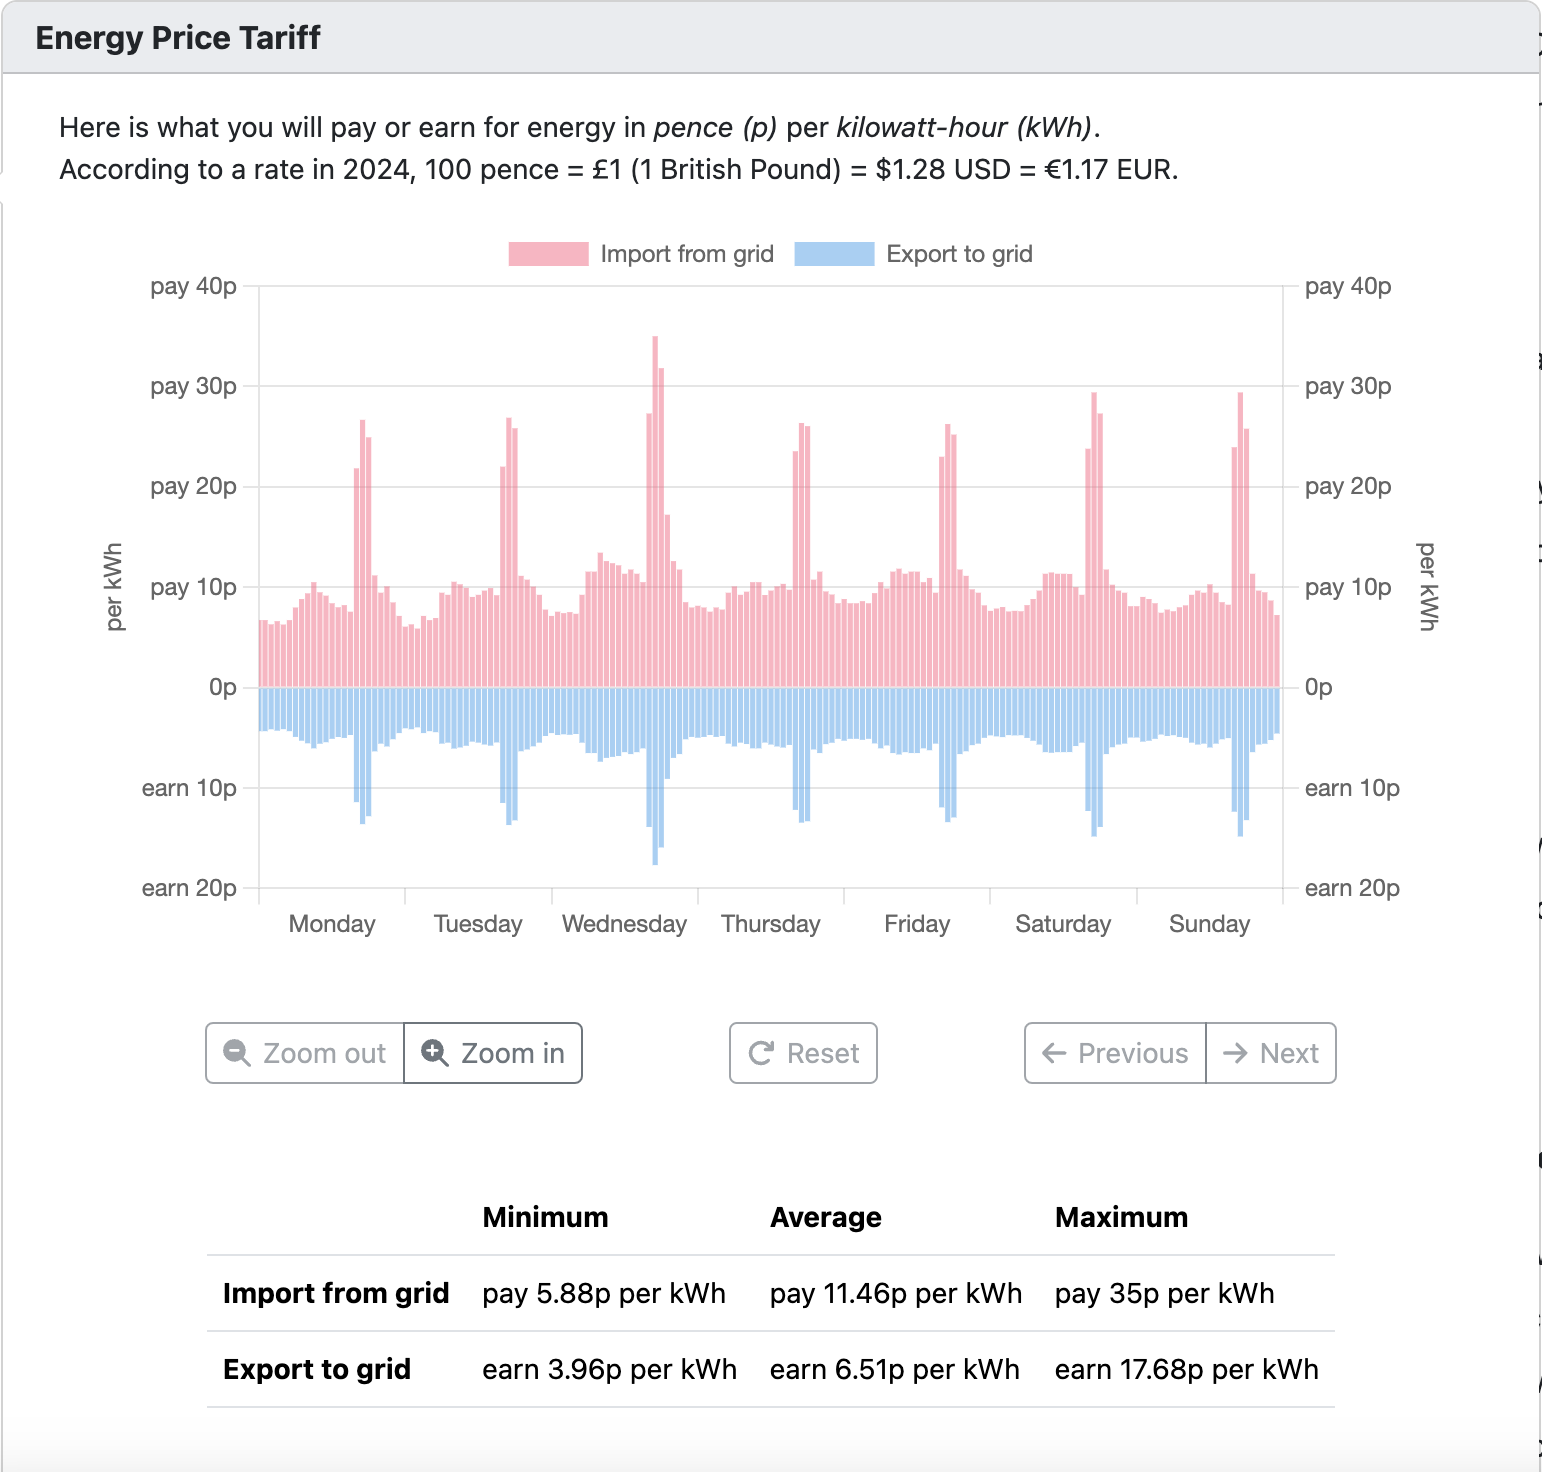 Energy Price Tariff
Here is what you will pay or earn for energy in pence (p) per kilowatt-hour (kWh).
According to a rate in 2024, 100 pence = £1 (1 British Pound) = $1.28 USD = €1.17 EUR.
Import from grid Export to grid
pay 40p pay 40p
pay 30p pay 30p
pay 20p pay 20p
per kWh per kWh
pay 10p pay 10p
0p 0p
earn 10p earn 10p
earn 20p earn 20p
Monday Tuesday Wednesday Thursday Friday Saturday Sunday
Zoom out Zoom in Reset Previous Next
Minimum Average Maximum
Import from grid pay 5.88p per kWh pay 11.46p per kWh pay 35p per kWh
Export to grid earn 3.96p per kWh earn 6.51p per kWh earn 17.68p per kWh